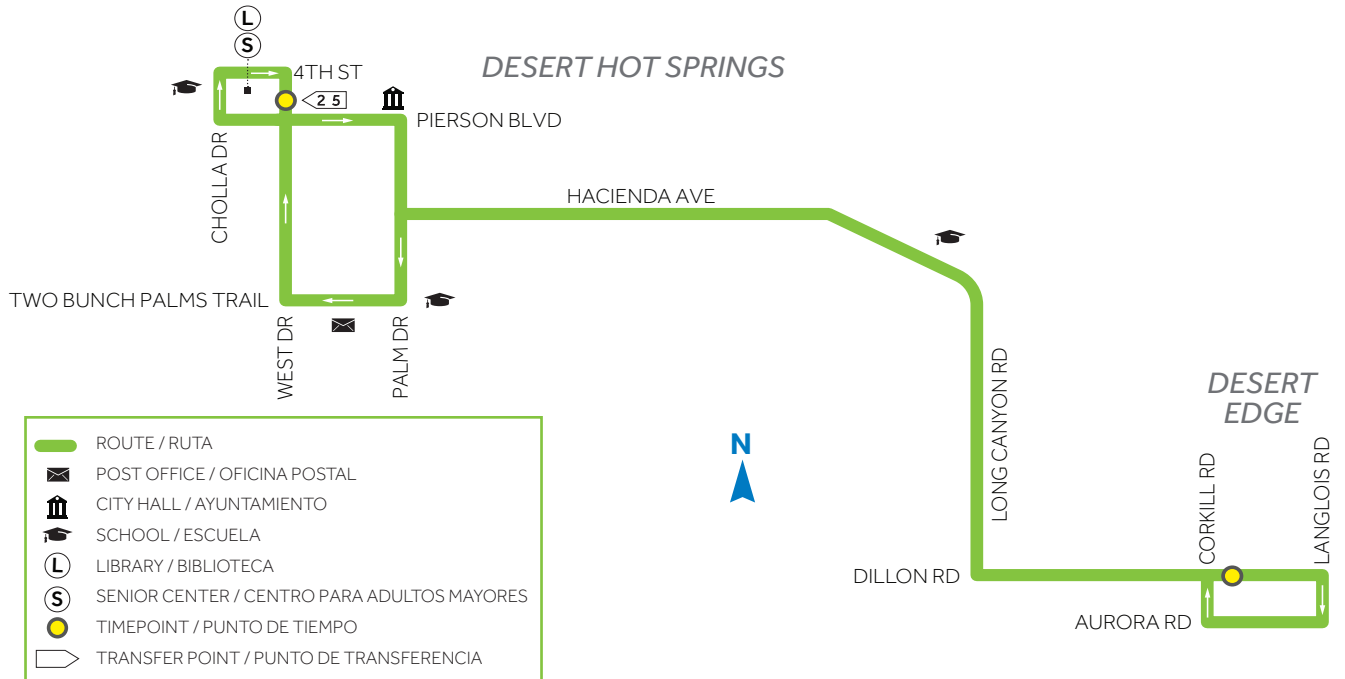 L
S
4TH ST
DESERT HOT SPRINGS
2 5
PIERSON BLVD
CHOLLA DR
HACIENDA AVE
TWO BUNCH PALMS TRAIL
WEST DR
PALM DR
LONG CANYON RD
DESERT
EDGE
CORKILL RD
LANGLOIS RD
DILLON RD
AURORA RD
N
ROUTE / RUTA
POST OFFICE / OFICINA POSTAL
CITY HALL / AYUNTAMIENTO
SCHOOL / ESCUELA
L LIBRARY / BIBLIOTECA
S SENIOR CENTER / CENTRO PARA ADULTOS MAYORES
TIMEPOINT / PUNTO DE TIEMPO
TRANSFER POINT / PUNTO DE TRANSFERENCIA